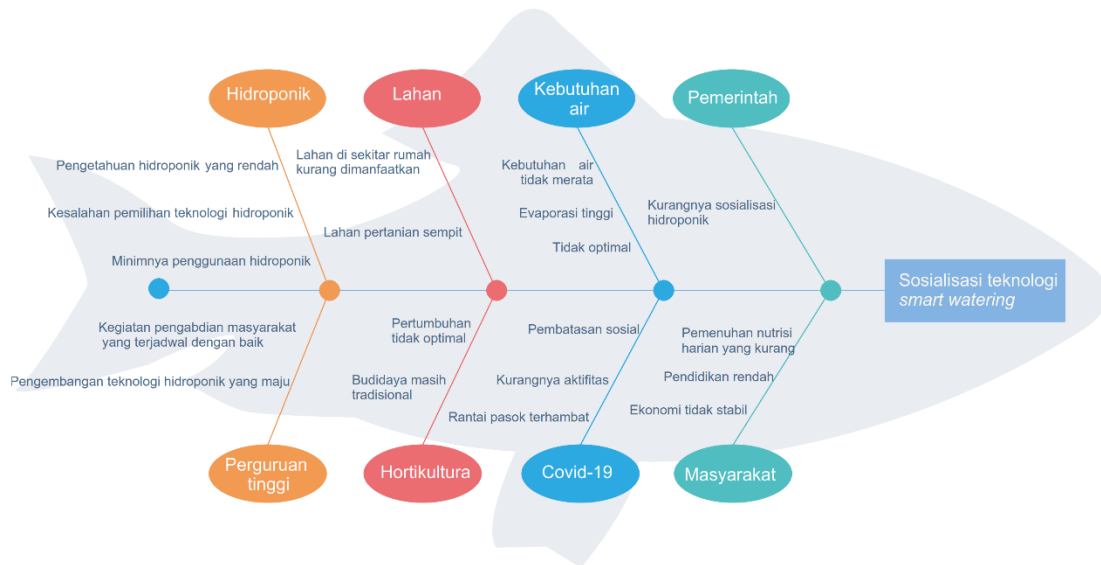 Hidroponik
Lahan
Kebutuhan
air
Pemerintah
Pengetahuan hidroponik yang rendah
Kesalahan pemilihan teknologi hidroponik
Minimnya penggunaan hidroponik
Lahan di sekitar rumah
kurang dimanfaatkan
Lahan pertanian sempit
Kebutuhan air
tidak merata
Evaporasi tinggi
Tidak optimal
Kurangnya sosialisasi
hidroponik
Sosialisasi teknologi
smart watering
Kegiatan pengabdian masyarakat
yang terjadwal dengan baik
Pengembangan teknologi hidroponik yang maju
Pertumbuhan
tidak optimal
Budidaya masih
tradisional
Pembatasan sosial
Kurangnya aktifitas
Rantai pasok terhambat
Pemenuhan nutrisi
harian yang kurang
Pendidikan rendah
Ekonomi tidak stabil
Perguruan
tinggi
Hortikultura
Covid-19
Masyarakat